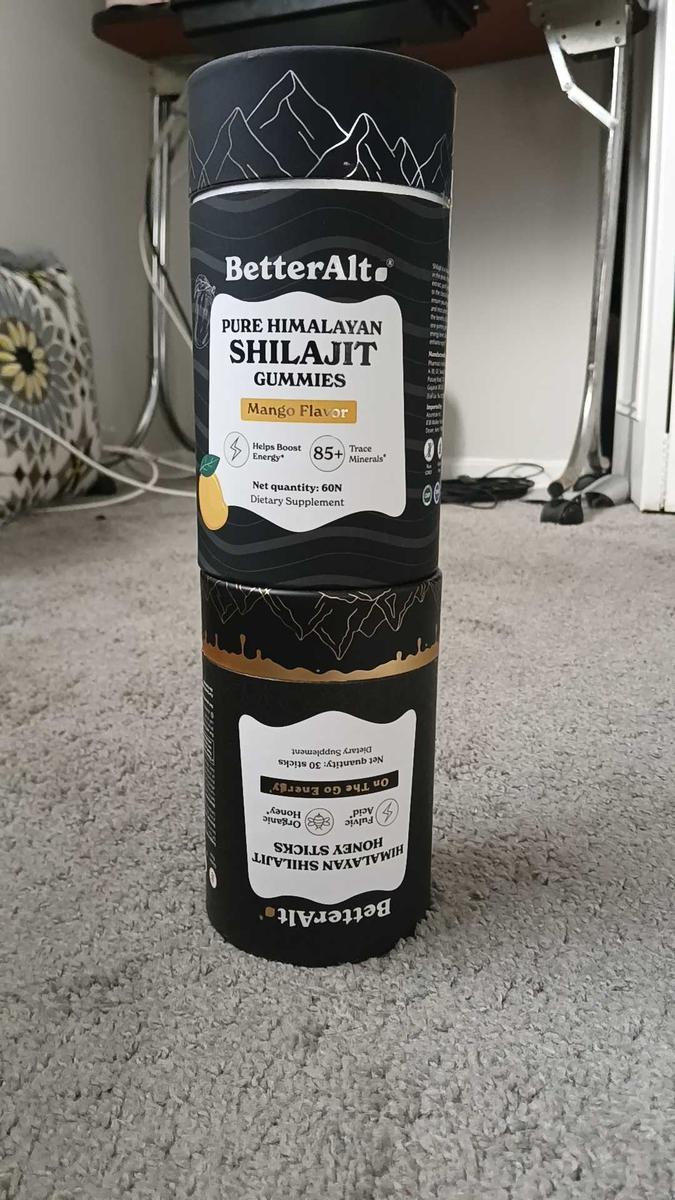 BetterAlt®
PURE HIMALAYAN
SHILAJIT
GUMMIES
Mango Flavor
Helps Boost
Energy*
85+
Trace
Minerals*
Net quantity: 60N
Dietary Supplement
BetterAlt
HIMALAYAN SHILAJIT
HONEY STICKS
Fulvic
Acid*
Organic
Honey*
On The Go Energy*
Net quantity: 30 sticks
Dietary Supplement